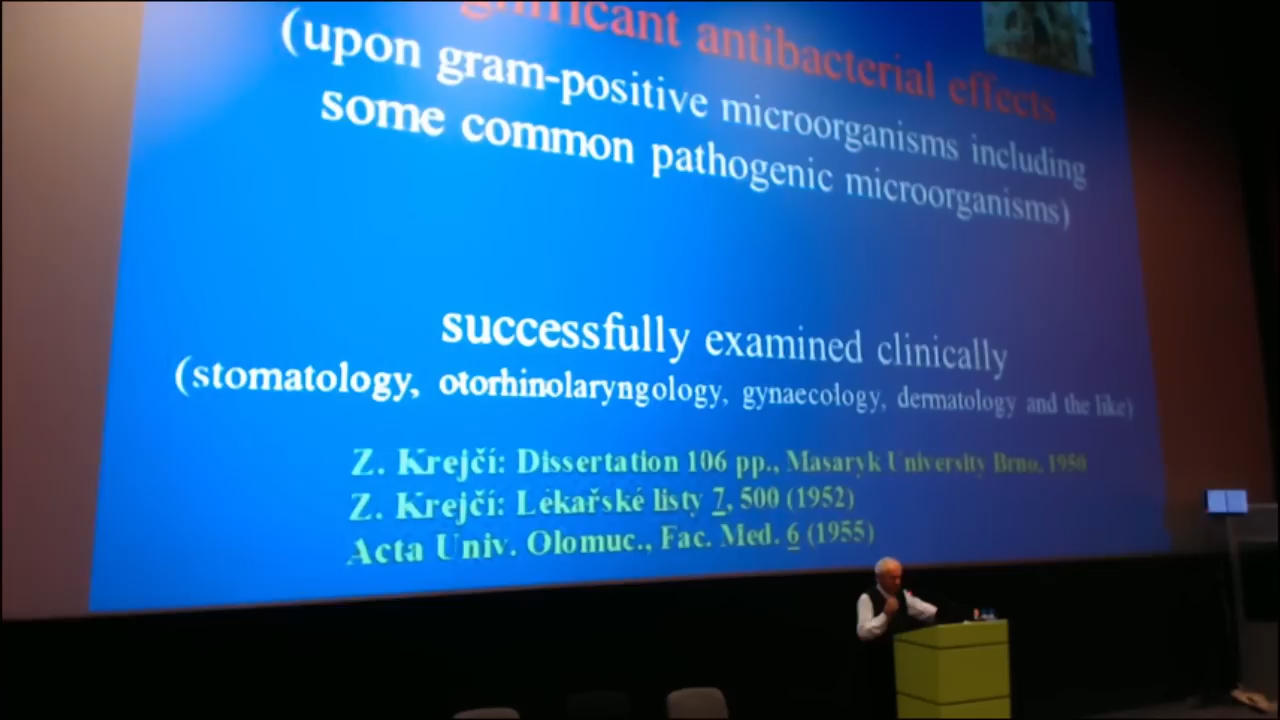 antibacterial effects
(upon gram-positive microorganisms including
some common pathogenic microorganisms)
successfully examined clinically
(stomatology, otorhinolaryngology, gynaecology, dermatology and the like)
Z. Krejčí: Dissertation 106 pp., Masaryk University Brno, 1950
Z. Krejčí: Lékařské listy 7, 500 (1952)
Acta Univ. Olomuc., Fac. Med. 6 (1955)